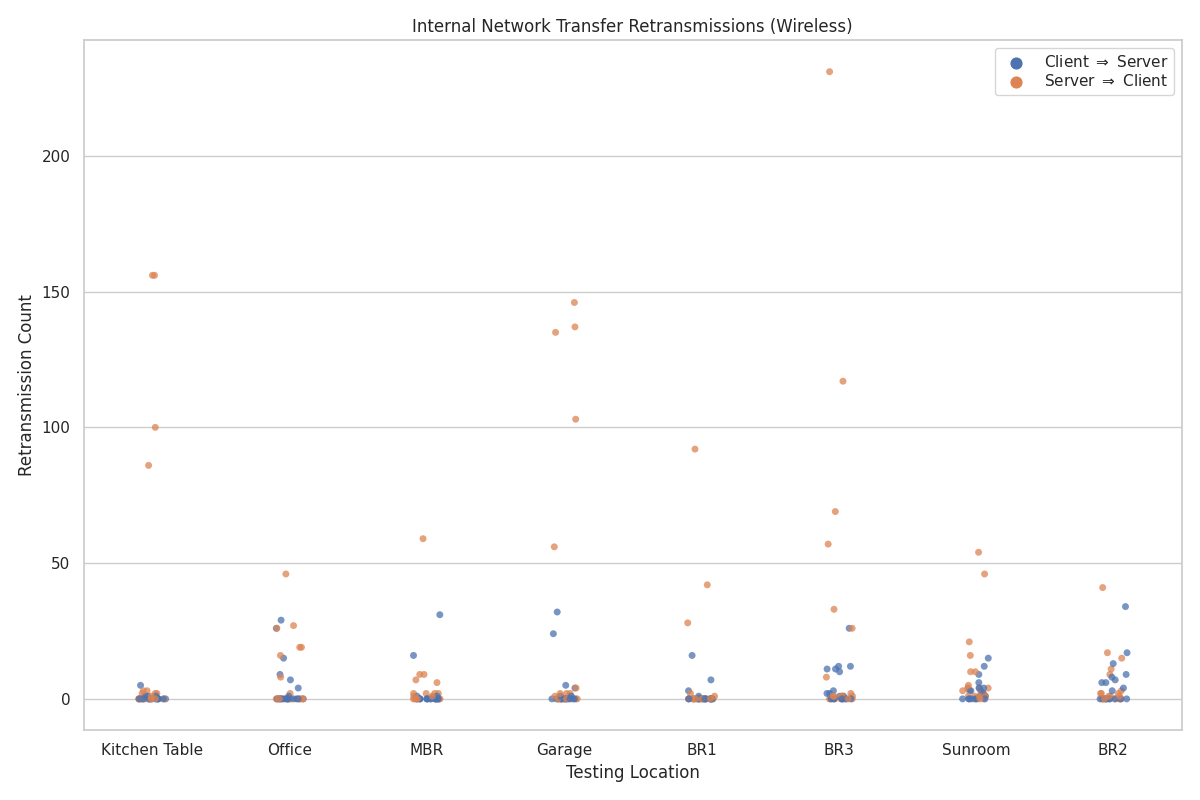 Internal Network Transfer Retransmissions (Wireless)
Client ⇒ Server
Server ⇒ Client
Retransmission Count
200
150
100
50
0
Kitchen Table Office MBR Garage BR1 BR3 Sunroom BR2
Testing Location